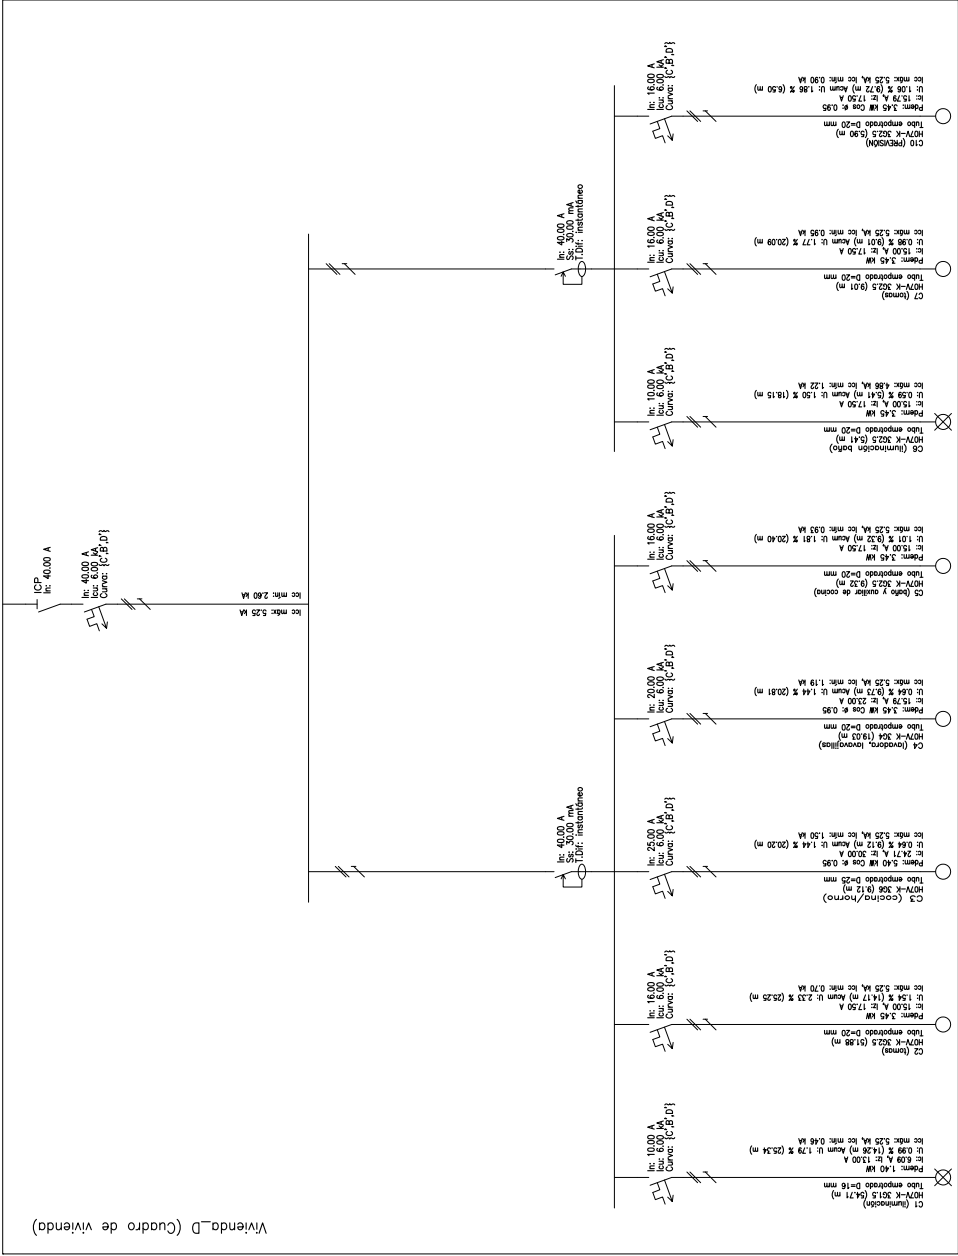 Vivienda_D (Cuadro de vivienda)
ICP
In: 40.00 A
In: 40.00 A
Icu: 6.00 kA
Curva: {C',B',D'}
Icc máx: 5.25 kA
Icc mín: 2.60 kA
In: 40.00 A
Ss: 30.00 mA
T.Dif: instantáneo
In: 10.00 A
Icu: 6.00 kA
Curva: {C',B',D'}
C1 (iluminación)
H07V-K 3G1.5 (54.71 m)
Tubo empotrado D=16 mm
Pdem: 1.40 kW
Ic: 6.09 A, Iz: 13.00 A
U: 0.99 % (14.26 m) Acum U: 1.79 % (25.34 m)
Icc máx: 5.25 kA, Icc mín: 0.46 kA
In: 16.00 A
Icu: 6.00 kA
Curva: {C',B',D'}
C2 (tomas)
H07V-K 3G2.5 (51.88 m)
Tubo empotrado D=20 mm
Pdem: 3.45 kW
Ic: 15.00 A, Iz: 17.50 A
U: 1.54 % (14.17 m) Acum U: 2.33 % (25.25 m)
Icc máx: 5.25 kA, Icc mín: 0.70 kA
In: 25.00 A
Icu: 6.00 kA
Curva: {C',B',D'}
C3 (cocina/horno)
H07V-K 3G6 (9.12 m)
Tubo empotrado D=25 mm
Pdem: 5.40 kW Cos ø: 0.95
Ic: 24.71 A, Iz: 30.00 A
U: 0.64 % (9.12 m) Acum U: 1.44 % (20.20 m)
Icc máx: 5.25 kA, Icc mín: 1.50 kA
In: 20.00 A
Icu: 6.00 kA
Curva: {C',B',D'}
C4 (lavadora, lavavajillas)
H07V-K 3G4 (19.03 m)
Tubo empotrado D=20 mm
Pdem: 3.45 kW Cos ø: 0.95
Ic: 15.79 A, Iz: 23.00 A
U: 0.64 % (9.73 m) Acum U: 1.44 % (20.81 m)
Icc máx: 5.25 kA, Icc mín: 1.19 kA
In: 16.00 A
Icu: 6.00 kA
Curva: {C',B',D'}
C5 (baño y auxiliar de cocina)
H07V-K 3G2.5 (9.32 m)
Tubo empotrado D=20 mm
Pdem: 3.45 kW
Ic: 15.00 A, Iz: 17.50 A
U: 1.01 % (9.32 m) Acum U: 1.81 % (20.40 m)
Icc máx: 5.25 kA, Icc mín: 0.93 kA
In: 40.00 A
Ss: 30.00 mA
T.Dif: instantáneo
In: 10.00 A
Icu: 6.00 kA
Curva: {C',B',D'}
C6 (iluminación baño)
H07V-K 3G2.5 (5.41 m)
Tubo empotrado D=20 mm
Pdem: 3.45 kW
Ic: 15.00 A, Iz: 17.50 A
U: 0.59 % (5.41 m) Acum U: 1.50 % (18.15 m)
Icc máx: 4.86 kA, Icc mín: 1.22 kA
In: 16.00 A
Icu: 6.00 kA
Curva: {C',B',D'}
C7 (tomas)
H07V-K 3G2.5 (9.01 m)
Tubo empotrado D=20 mm
Pdem: 3.45 kW
Ic: 15.00 A, Iz: 17.50 A
U: 0.98 % (9.01 m) Acum U: 1.77 % (20.09 m)
Icc máx: 5.25 kA, Icc mín: 0.95 kA
In: 16.00 A
Icu: 6.00 kA
Curva: {C',B',D'}
C10 (PREVISIÓN)
H07V-K 3G2.5 (5.90 m)
Tubo empotrado D=20 mm
Pdem: 3.45 kW Cos ø: 0.95
Ic: 15.79 A, Iz: 17.50 A
U: 1.06 % (9.72 m) Acum U: 1.86 % (6.50 m)
Icc máx: 5.25 kA, Icc mín: 0.90 kA